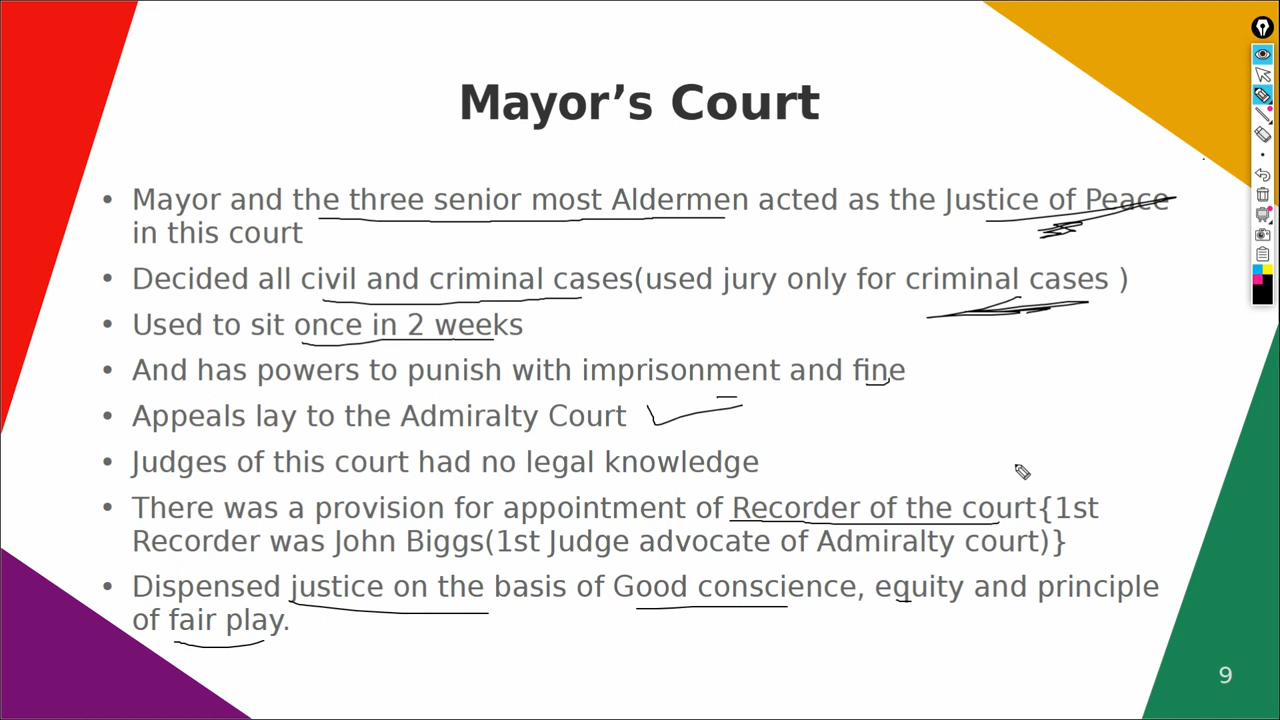 Mayor’s Court
• Mayor and the three senior most Aldermen acted as the Justice of Peace
in this court
• Decided all civil and criminal cases(used jury only for criminal cases )
• Used to sit once in 2 weeks
• And has powers to punish with imprisonment and fine
• Appeals lay to the Admiralty Court
• Judges of this court had no legal knowledge
• There was a provision for appointment of Recorder of the court{1st
Recorder was John Biggs(1st Judge advocate of Admiralty court)}
• Dispensed justice on the basis of Good conscience, equity and principle
of fair play.
9